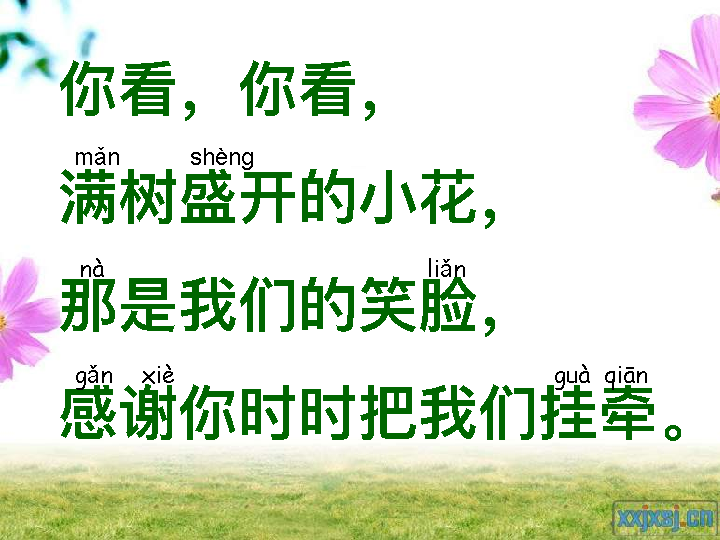 你看，你看，
mǎn shèng
满树盛开的小花，
nà liǎn
那是我们的笑脸，
gǎn xiè guà qiān
感谢你时时把我们挂牵。
xxjxsj.cn